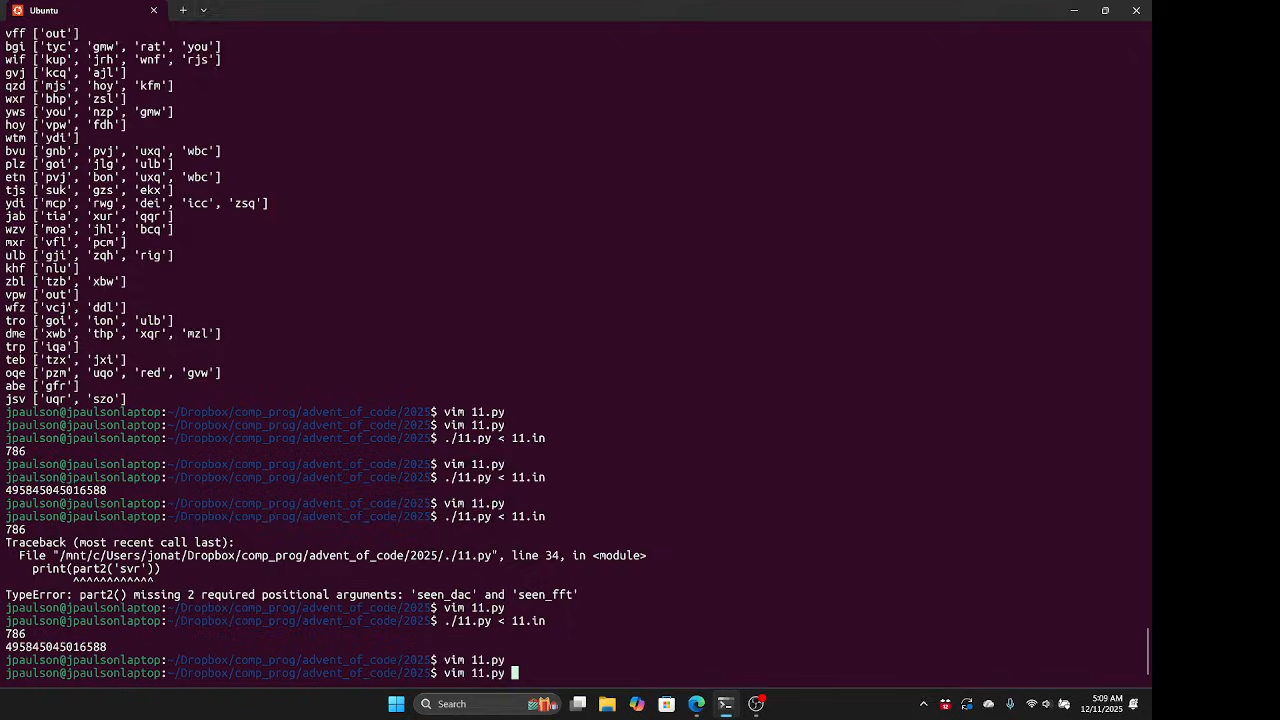 Ubuntu
vff ['out']
bgi ['tyc', 'gmw', 'rat', 'you']
wif ['kup', 'jrh', 'wnf', 'rjs']
gvj ['kcq', 'ajl']
qzd ['mjs', 'hoy', 'kfm']
wxr ['bhp', 'zsl']
yws ['you', 'nzp', 'gmw']
hoy ['vpw', 'fdh']
wtm ['ydi']
bvu ['gnb', 'pvj', 'uxq', 'wbc']
plz ['goi', 'jlg', 'ulb']
etn ['pvj', 'bon', 'uxq', 'wbc']
tjs ['suk', 'gzs', 'ekx']
ydi ['mcp', 'rwg', 'dei', 'icc', 'zsq']
jab ['tia', 'xur', 'qqr']
wzv ['moa', 'jhl', 'bcq']
mxr ['vfl', 'pcm']
ulb ['gji', 'zqh', 'rig']
khf ['nlu']
zbl ['tzb', 'xbw']
vpw ['out']
wfz ['vcj', 'ddl']
tro ['goi', 'ion', 'ulb']
dme ['xwb', 'thp', 'xqr', 'mzl']
trp ['iqa']
teb ['tzx', 'jxi']
oqe ['pzm', 'uqo', 'red', 'gvw']
abe ['gfr']
jsv ['uqr', 'szo']
jpaulson@jpaulsonlaptop:~/Dropbox/comp_prog/advent_of_code/2025$ vim 11.py
jpaulson@jpaulsonlaptop:~/Dropbox/comp_prog/advent_of_code/2025$ vim 11.py
jpaulson@jpaulsonlaptop:~/Dropbox/comp_prog/advent_of_code/2025$ ./11.py < 11.in
786
jpaulson@jpaulsonlaptop:~/Dropbox/comp_prog/advent_of_code/2025$ vim 11.py
jpaulson@jpaulsonlaptop:~/Dropbox/comp_prog/advent_of_code/2025$ ./11.py < 11.in
495845045016588
jpaulson@jpaulsonlaptop:~/Dropbox/comp_prog/advent_of_code/2025$ vim 11.py
jpaulson@jpaulsonlaptop:~/Dropbox/comp_prog/advent_of_code/2025$ ./11.py < 11.in
786
Traceback (most recent call last):
  File "/mnt/c/Users/jonat/Dropbox/comp_prog/advent_of_code/2025/./11.py", line 34, in <module>
    print(part2('svr'))
          ^^^^^^^^^^^^
TypeError: part2() missing 2 required positional arguments: 'seen_dac' and 'seen_fft'
jpaulson@jpaulsonlaptop:~/Dropbox/comp_prog/advent_of_code/2025$ vim 11.py
jpaulson@jpaulsonlaptop:~/Dropbox/comp_prog/advent_of_code/2025$ ./11.py < 11.in
786
495845045016588
jpaulson@jpaulsonlaptop:~/Dropbox/comp_prog/advent_of_code/2025$ vim 11.py
jpaulson@jpaulsonlaptop:~/Dropbox/comp_prog/advent_of_code/2025$ vim 11.py
Search
12
5:09 AM
12/11/2025